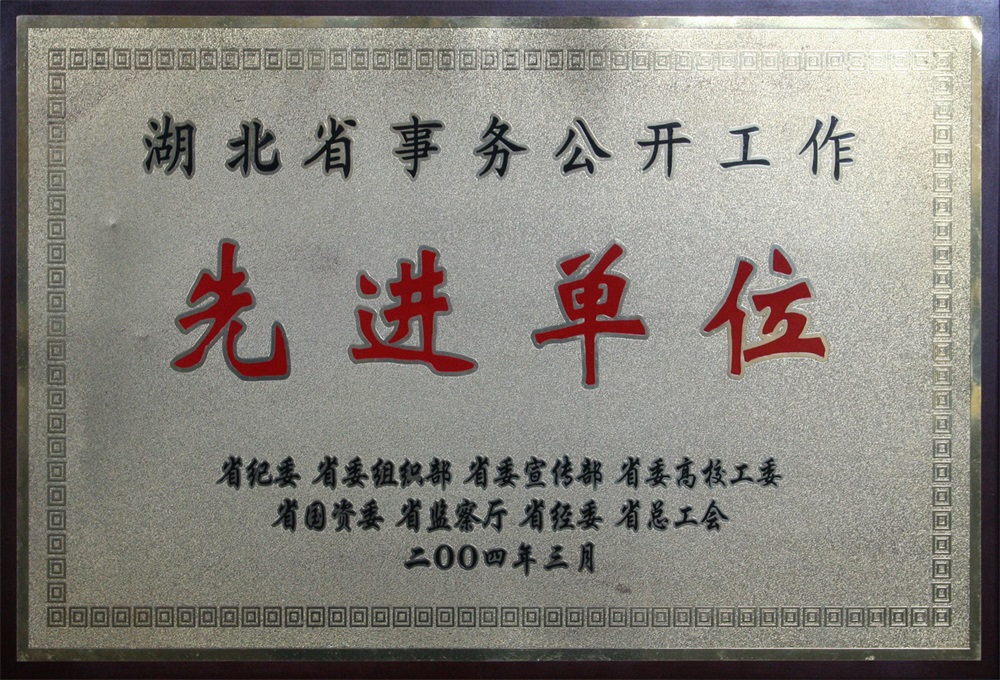 湖北省事务公开工作
先进单位
省纪委 省委组织部 省委宣传部 省委高校工委
省国资委 省监察厅 省经委 省总工会
二00四年三月